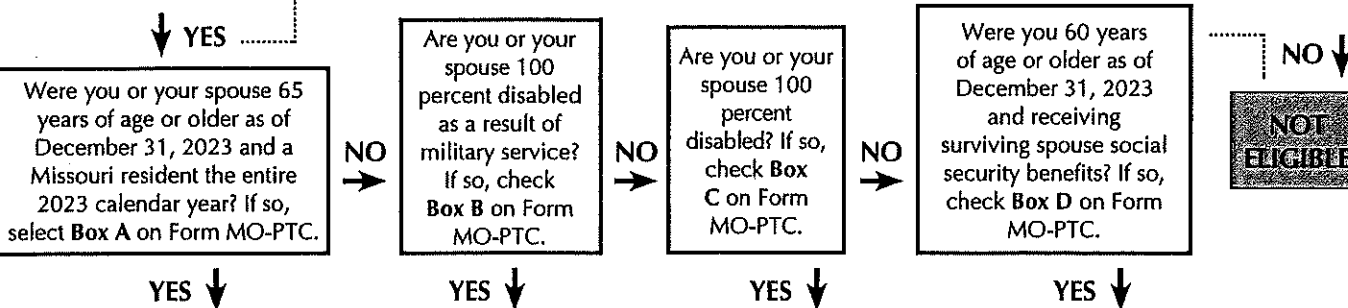 YES
Were you or your spouse 65
years of age or older as of
December 31, 2023 and a
Missouri resident the entire
2023 calendar year? If so,
select Box A on Form MO-PTC.
NO
Are you or your
spouse 100
percent disabled
as a result of
military service?
If so, check
Box B on Form
MO-PTC.
NO
Are you or your
spouse 100
percent
disabled? If so,
check Box
C on Form
MO-PTC.
NO
Were you 60 years
of age or older as of
December 31, 2023
and receiving
surviving spouse social
security benefits? If so,
check Box D on Form
MO-PTC.
NO
NOT
ELIGIBLE
YES
YES
YES
YES